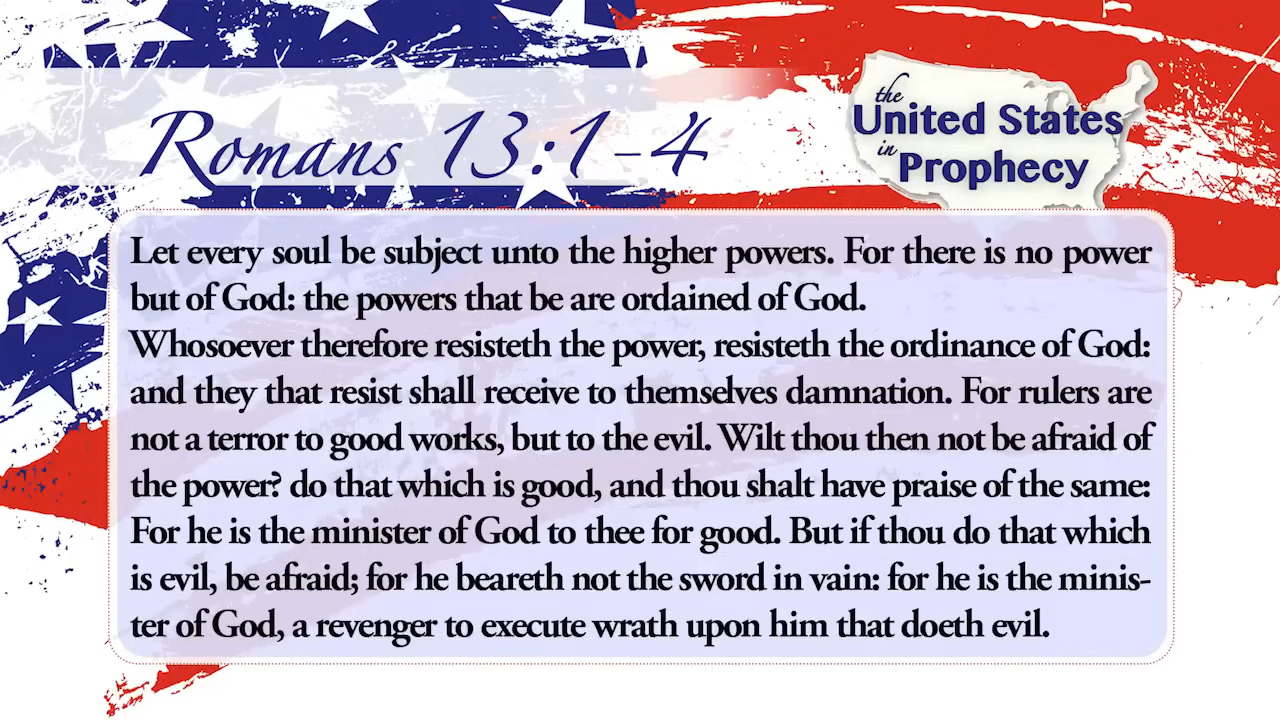 Romans 13:1-4
the
United States
in
Prophecy
Let every soul be subject unto the higher powers. For there is no power
but of God: the powers that be are ordained of God.
Whosoever therefore resisteth the power, resisteth the ordinance of God:
and they that resist shall receive to themselves damnation. For rulers are
not a terror to good works, but to the evil. Wilt thou then not be afraid of
the power? do that which is good, and thou shalt have praise of the same:
For he is the minister of God to thee for good. But if thou do that which
is evil, be afraid; for he beareth not the sword in vain: for he is the minis-
ter of God, a revenger to execute wrath upon him that doeth evil.